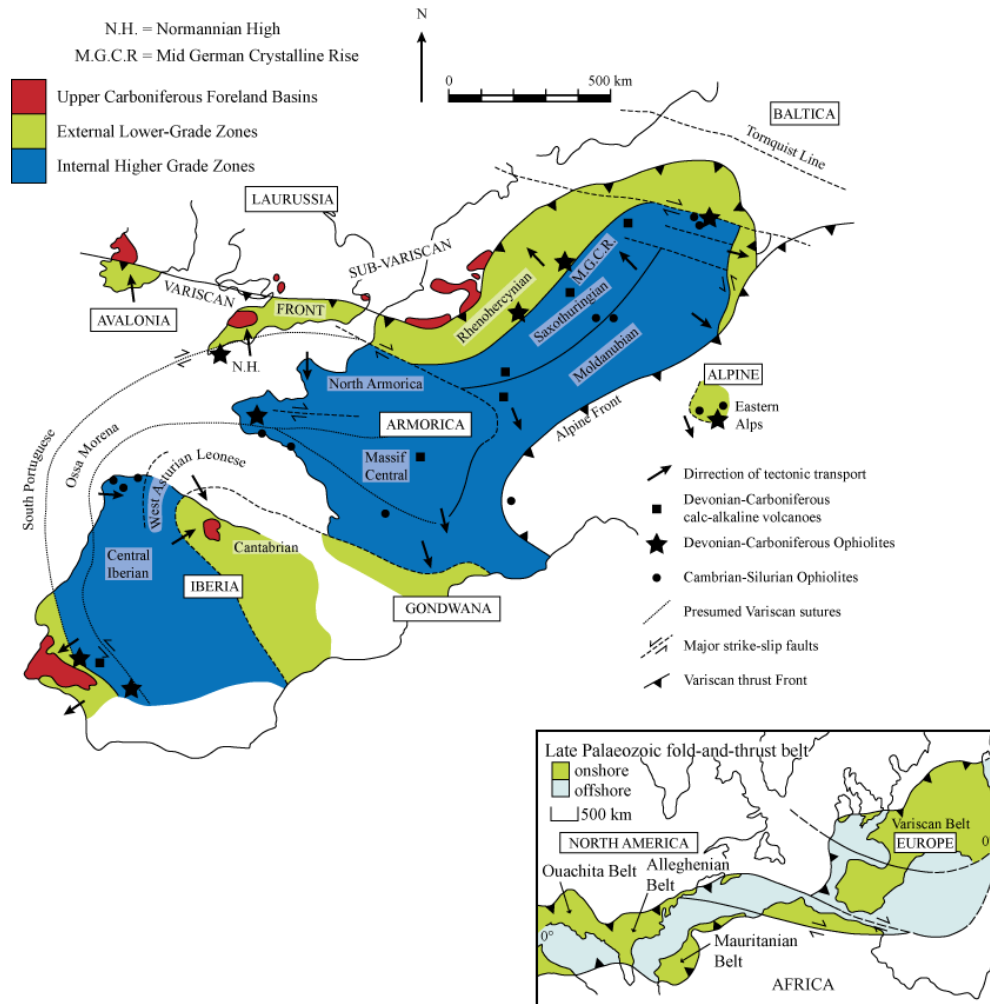 N.H. = Normannian High
M.G.C.R = Mid German Crystalline Rise
Upper Carboniferous Foreland Basins
External Lower-Grade Zones
Internal Higher Grade Zones
N
0
500 km
BALTICA
Tornquist Line
LAURUSSIA
SUB-VARISCAN
VARISCAN
FRONT
AVALONIA
N.H.
Rhenohercynian
M.G.C.R.
Saxothuringian
Moldanubian
North Armorica
ARMORICA
Massif
Central
Alpine Front
ALPINE
Eastern
Alps
South Portuguese
Ossa Morena
West Asturian Leonese
Cantabrian
Central
Iberian
IBERIA
GONDWANA
Dirrection of tectonic transport
Devonian-Carboniferous
calc-alkaline volcanoes
Devonian-Carboniferous Ophiolites
Cambrian-Silurian Ophiolites
Presumed Variscan sutures
Major strike-slip faults
Variscan thrust Front
Late Palaeozoic fold-and-thrust belt
onshore
offshore
500 km
NORTH AMERICA
Ouachita Belt
Alleghenian
Belt
Variscan Belt
EUROPE
0°
0°
Mauritanian
Belt
AFRICA